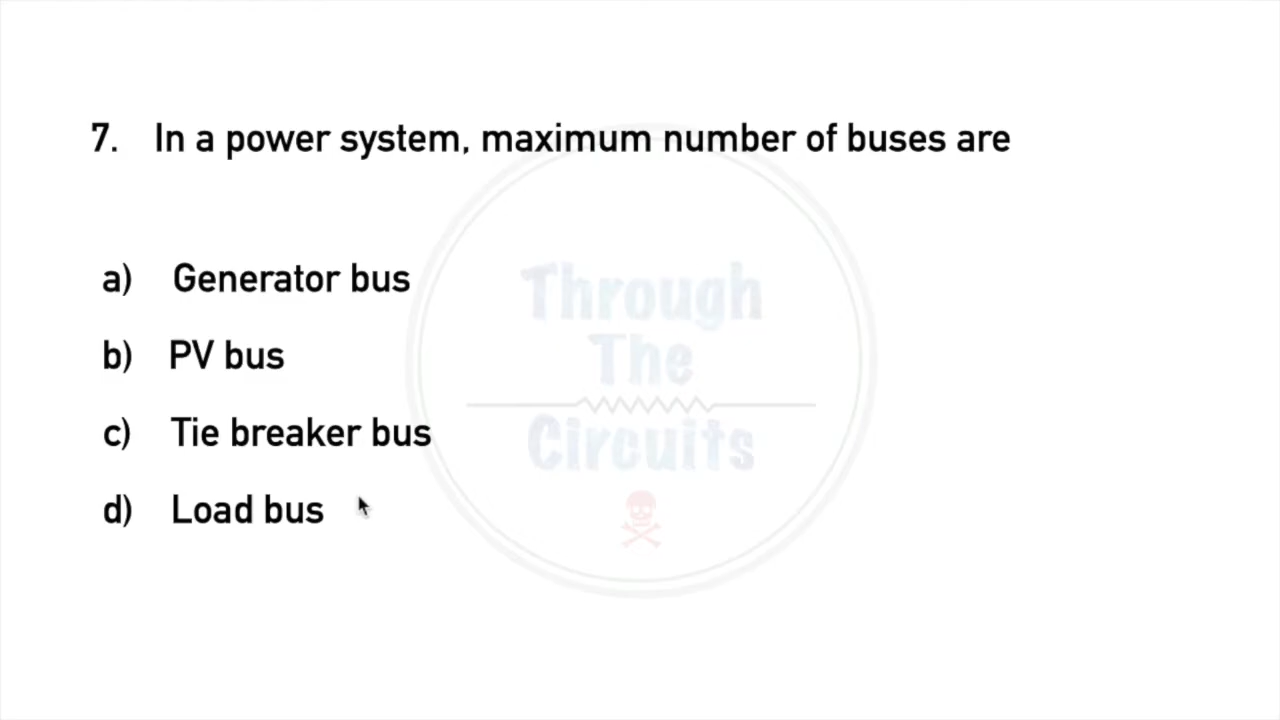 7. In a power system, maximum number of buses are
a) Generator bus
b) PV bus
c) Tie breaker bus
d) Load bus
Through
The
Circuits